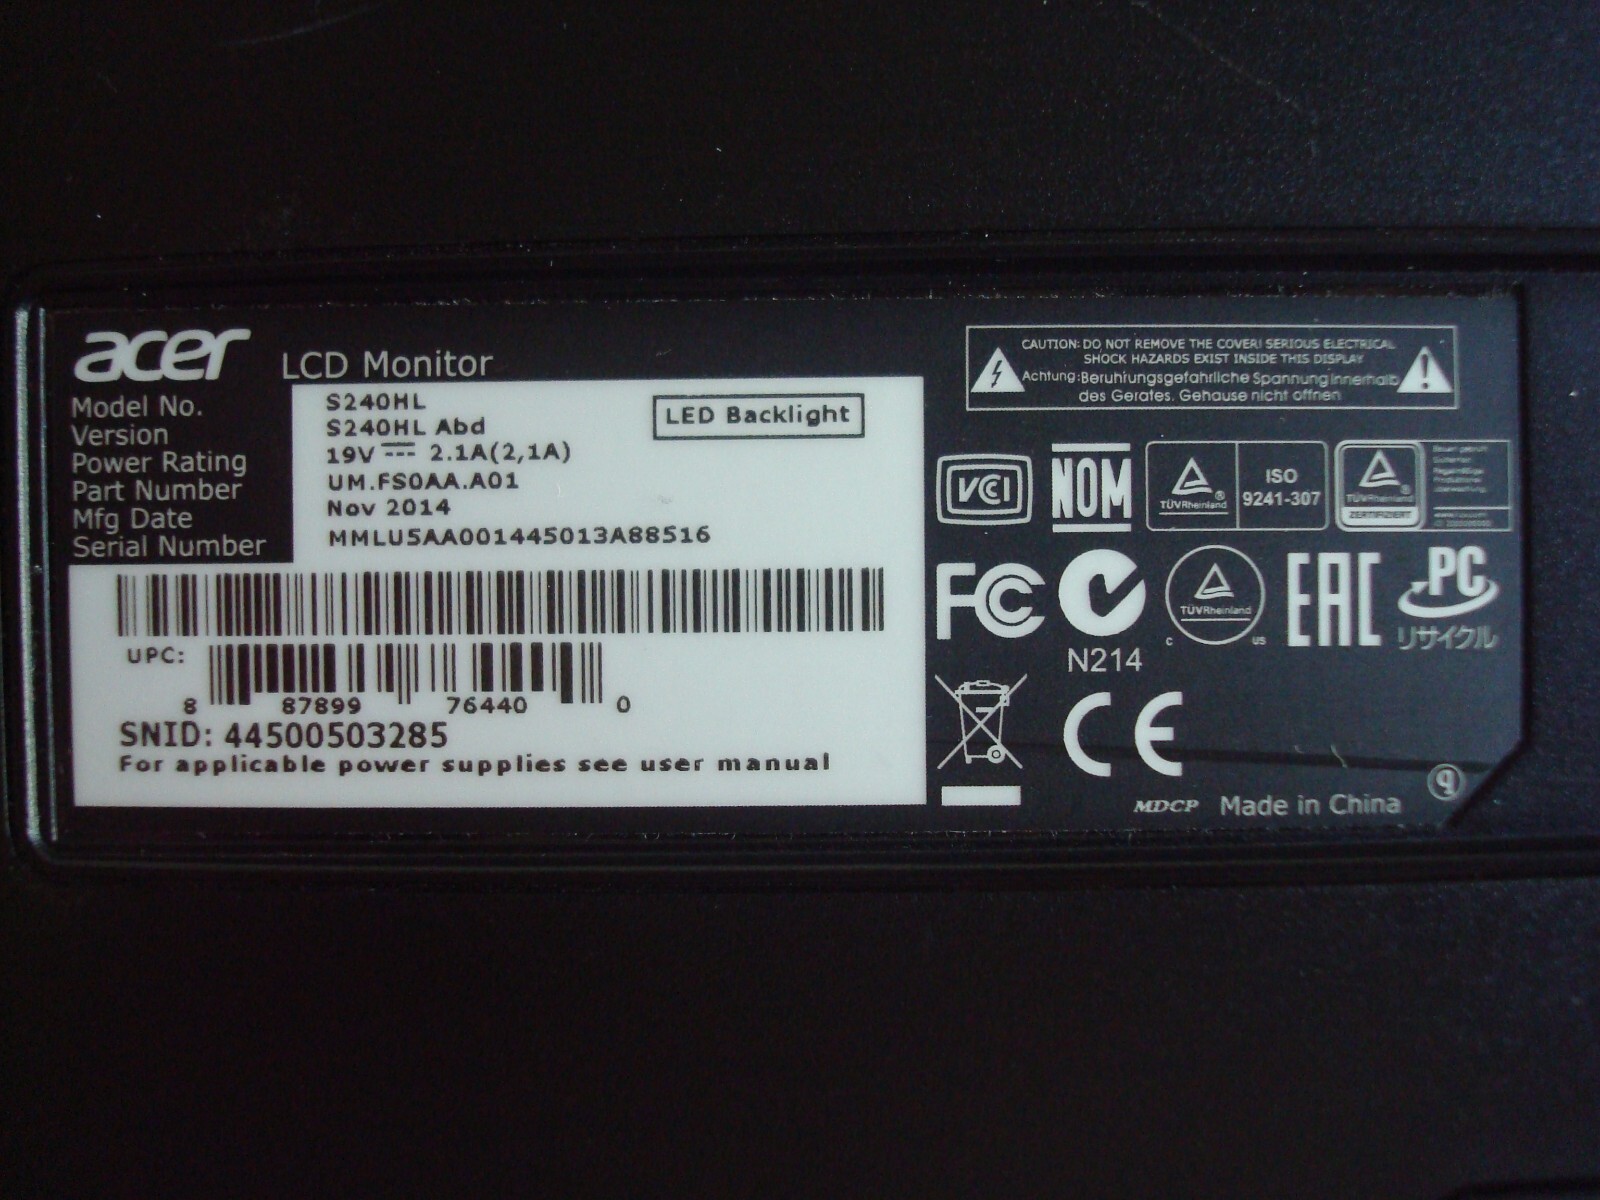 acer LCD Monitor
Model No. S240HL
Version S240HL Abd
Power Rating 19V 2.1A(2,1A)
Part Number UM.FS0AA.A01
Mfg Date Nov 2014
Serial Number MMLU5AA001445013A88516
LED Backlight
UPC:
8 87899 76440 0
SNID: 44500503285
For applicable power supplies see user manual
CAUTION: DO NOT REMOVE THE COVER! SERIOUS ELECTRICAL
SHOCK HAZARDS EXIST INSIDE THIS DISPLAY
Achtung:Beruhrungsgefahrliche Spannung innerhalb
des Gerates. Gehause nicht offnen
VCCI NOM
TÜVRheinland ®
ISO
9241-307
TÜVRheinland
ZERTIFIZIERT
FC N214
TÜVRheinland
C US
EAC
PC
リサイクル
CE
MDCP Made in China